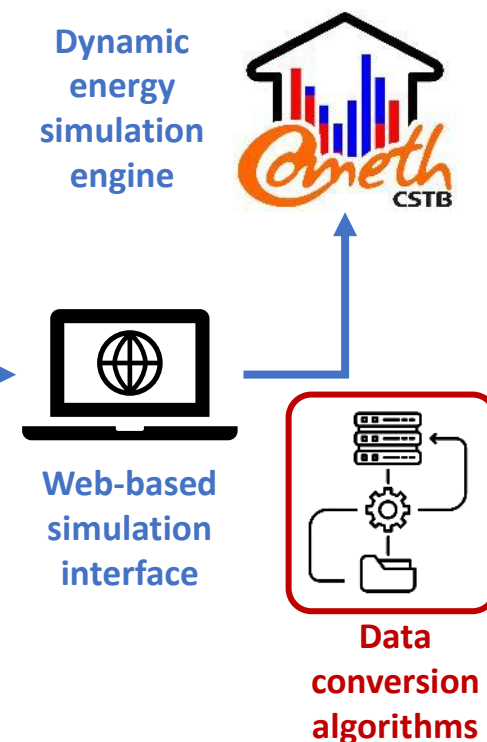 Dynamic
energy
simulation
engine
Cometh
CSTB
Web-based
simulation
interface
Data
conversion
algorithms